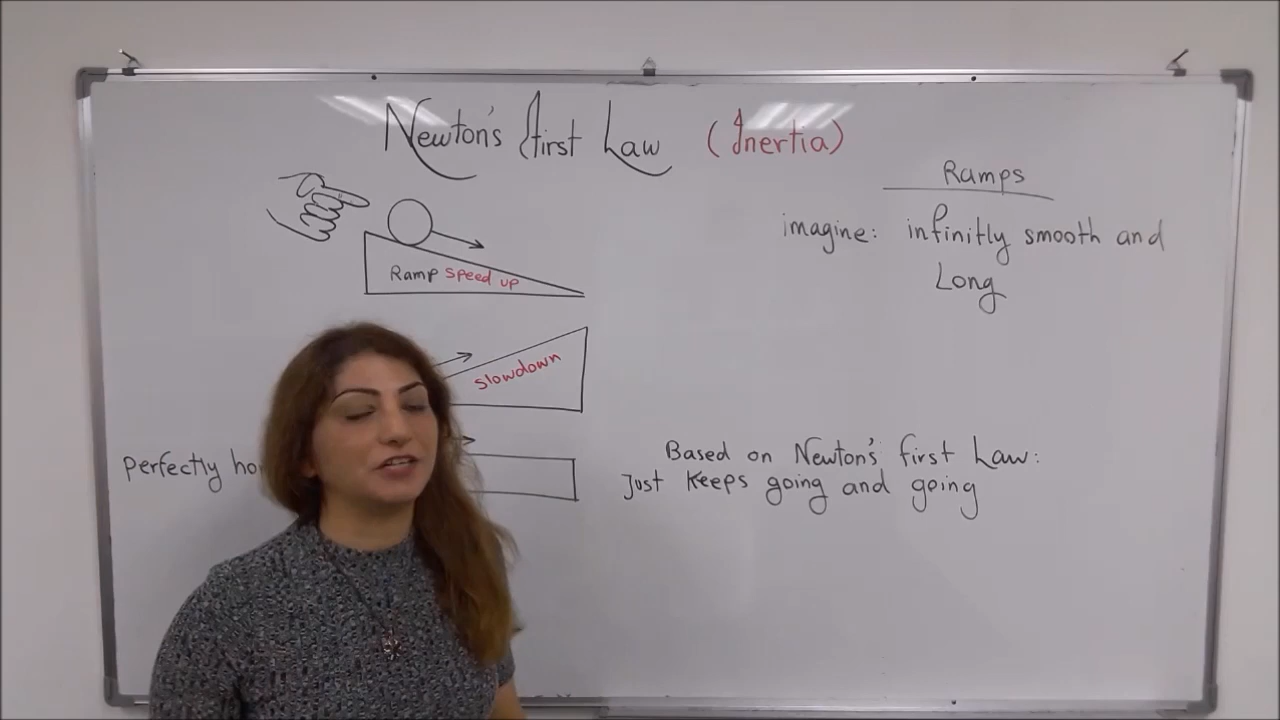 Newton's first Law (Inertia)
Ramps
imagine: infinitly smooth and
Long
Ramp speed up
slowdown
perfectly
Based on Newton's first Law:
Just keeps going and going